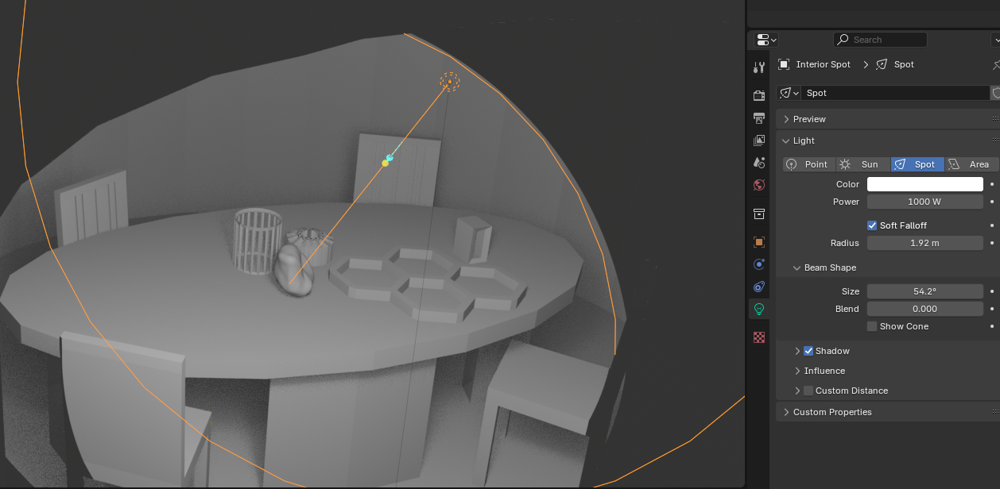 Search
Interior Spot > Spot
Spot
Preview
Light
Point Sun Spot Area
Color
Power 1000 W
Soft Falloff
Radius 1.92 m
Beam Shape
Size 54.2°
Blend 0.000
Show Cone
Shadow
Influence
Custom Distance
Custom Properties